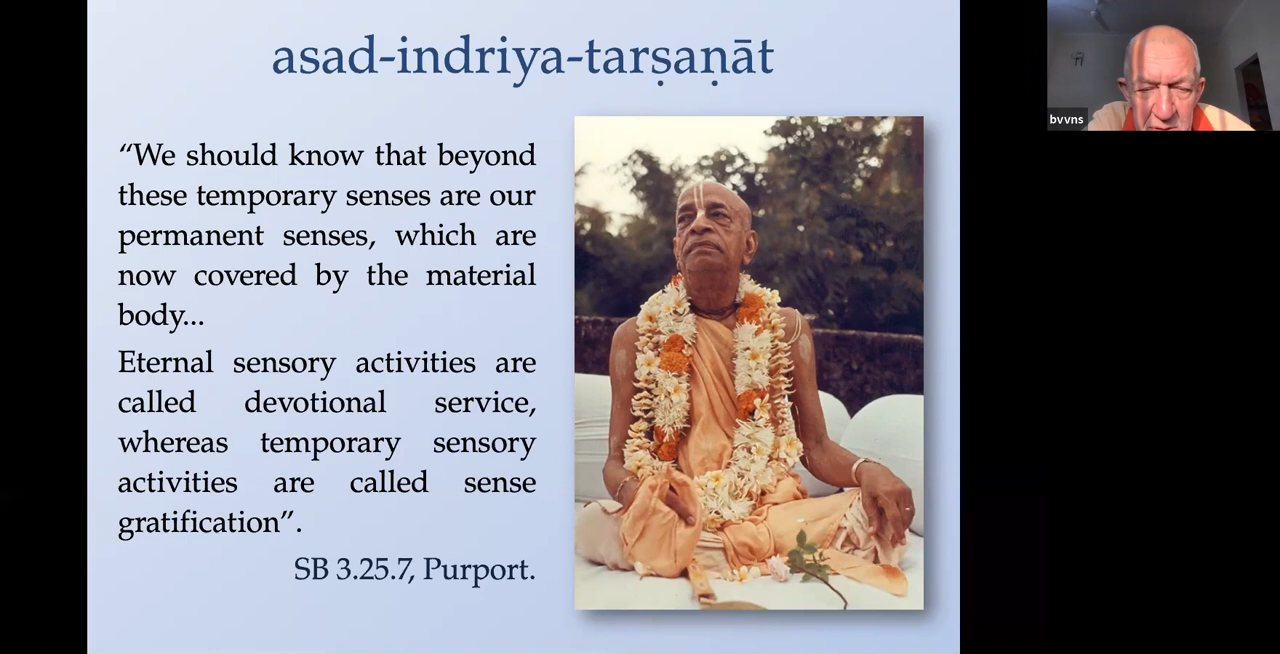 asad-indriya-tarṣaṇāt
“We should know that beyond
these temporary senses are our
permanent senses, which are
now covered by the material
body...
Eternal sensory activities are
called devotional service,
whereas temporary sensory
activities are called sense
gratification”.
SB 3.25.7, Purport.
bvvns